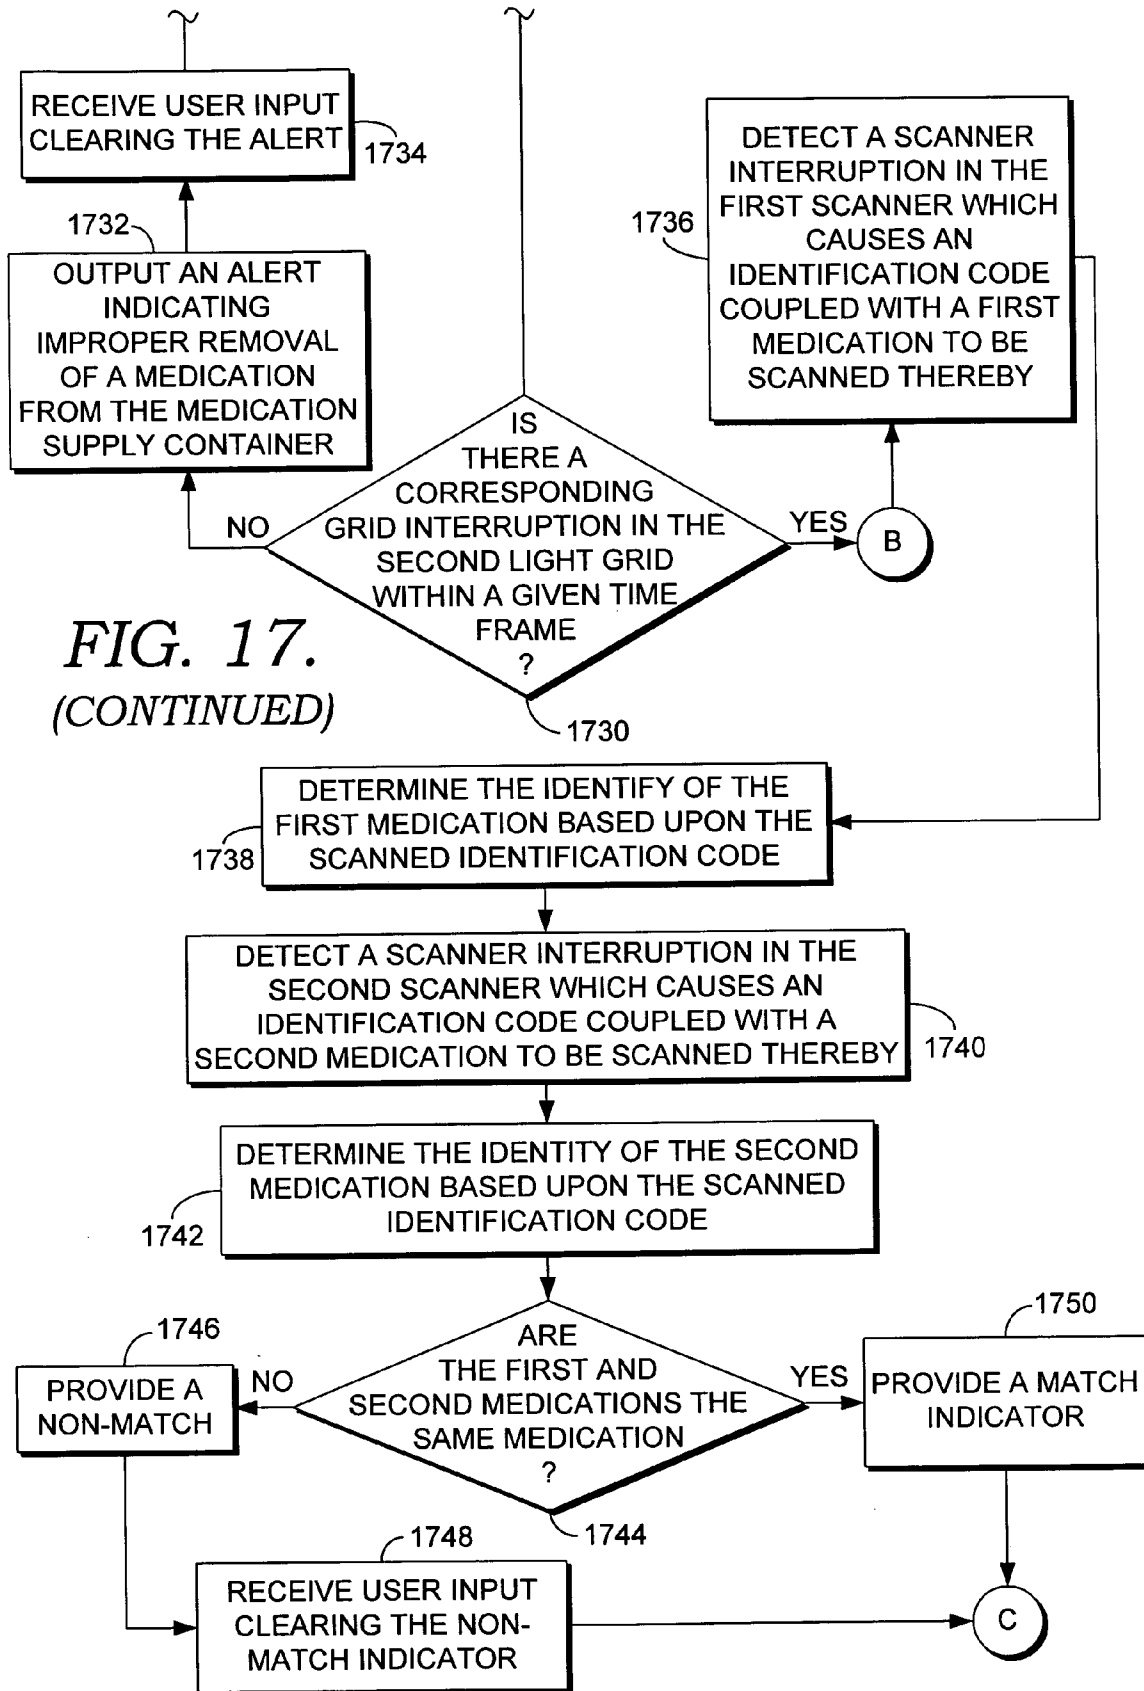 RECEIVE USER INPUT
CLEARING THE ALERT
1734
1732
OUTPUT AN ALERT
INDICATING
IMPROPER REMOVAL
OF A MEDICATION
FROM THE MEDICATION
SUPPLY CONTAINER
DETECT A SCANNER
INTERRUPTION IN THE
FIRST SCANNER WHICH
CAUSES AN
IDENTIFICATION CODE
COUPLED WITH A FIRST
MEDICATION TO BE
SCANNED THEREBY
1736
IS
THERE A
CORRESPONDING
GRID INTERRUPTION IN THE
SECOND LIGHT GRID
WITHIN A GIVEN TIME
FRAME
?
NO
YES
B
1730
FIG. 17.
(CONTINUED)
DETERMINE THE IDENTIFY OF THE
FIRST MEDICATION BASED UPON THE
SCANNED IDENTIFICATION CODE
1738
DETECT A SCANNER INTERRUPTION IN THE
SECOND SCANNER WHICH CAUSES AN
IDENTIFICATION CODE COUPLED WITH A
SECOND MEDICATION TO BE SCANNED THEREBY
1740
DETERMINE THE IDENTITY OF THE SECOND
MEDICATION BASED UPON THE SCANNED
IDENTIFICATION CODE
1742
ARE
THE FIRST AND
SECOND MEDICATIONS THE
SAME MEDICATION
?
1744
NO
YES
1746
PROVIDE A
NON-MATCH
1750
PROVIDE A MATCH
INDICATOR
1748
RECEIVE USER INPUT
CLEARING THE NON-
MATCH INDICATOR
C